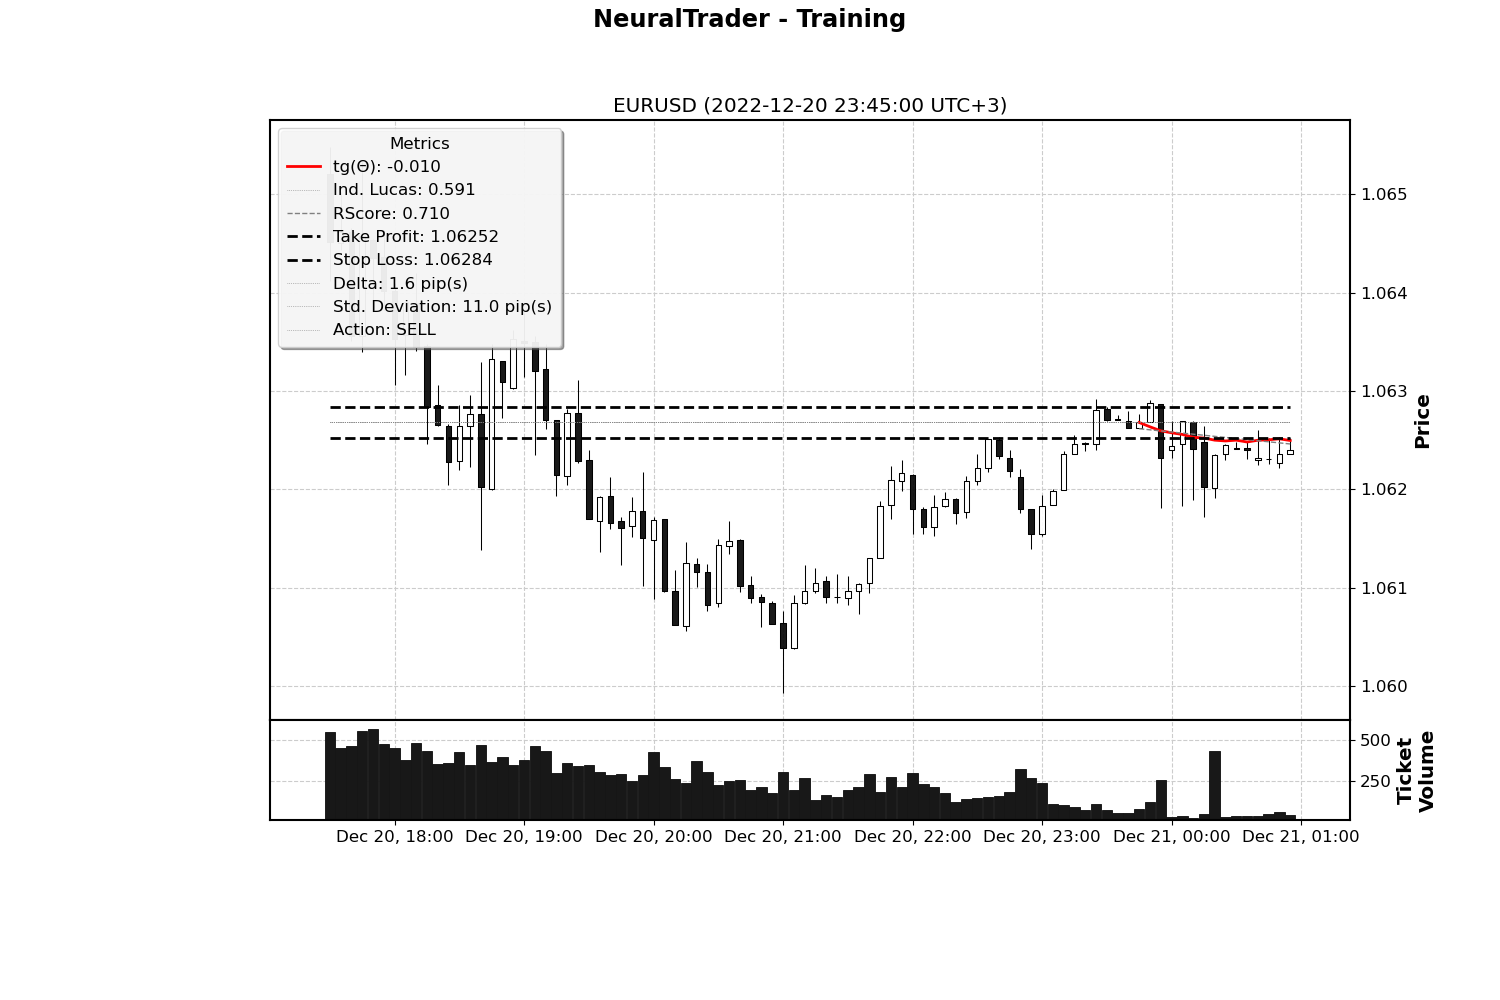 NeuralTrader - Training
EURUSD (2022-12-20 23:45:00 UTC+3)
Metrics
tg(Θ): -0.010
Ind. Lucas: 0.591
RScore: 0.710
Take Profit: 1.06252
Stop Loss: 1.06284
Delta: 1.6 pip(s)
Std. Deviation: 11.0 pip(s)
Action: SELL
1.065
1.064
1.063
1.062
1.061
1.060
Price
500
250
Ticket
Volume
Dec 20, 18:00
Dec 20, 19:00
Dec 20, 20:00
Dec 20, 21:00
Dec 20, 22:00
Dec 20, 23:00
Dec 21, 00:00
Dec 21, 01:00